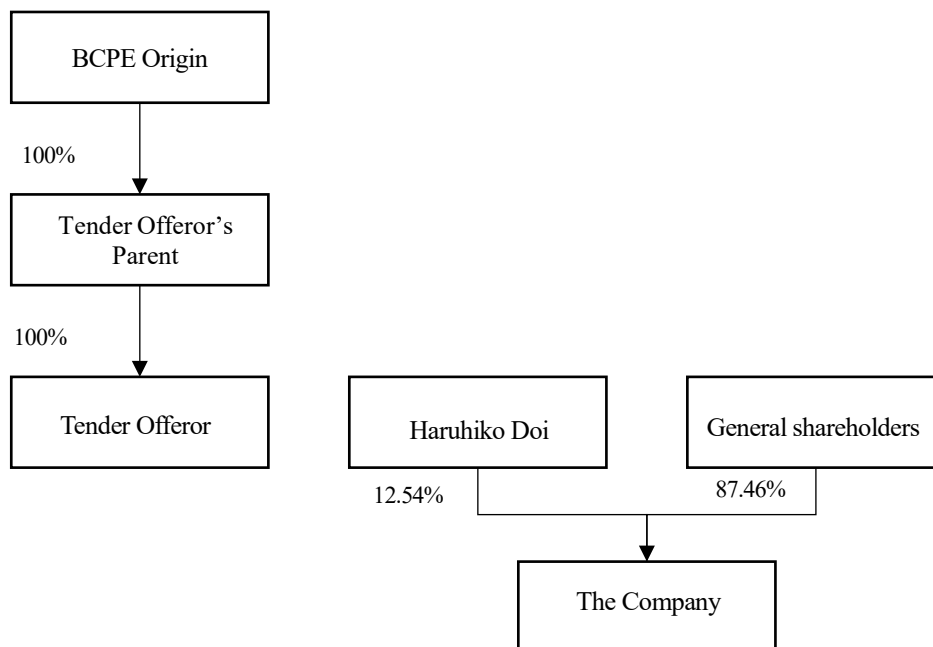 BCPE Origin
100%
Tender Offeror’s
Parent
100%
Tender Offeror
Haruhiko Doi
General shareholders
12.54%
87.46%
The Company